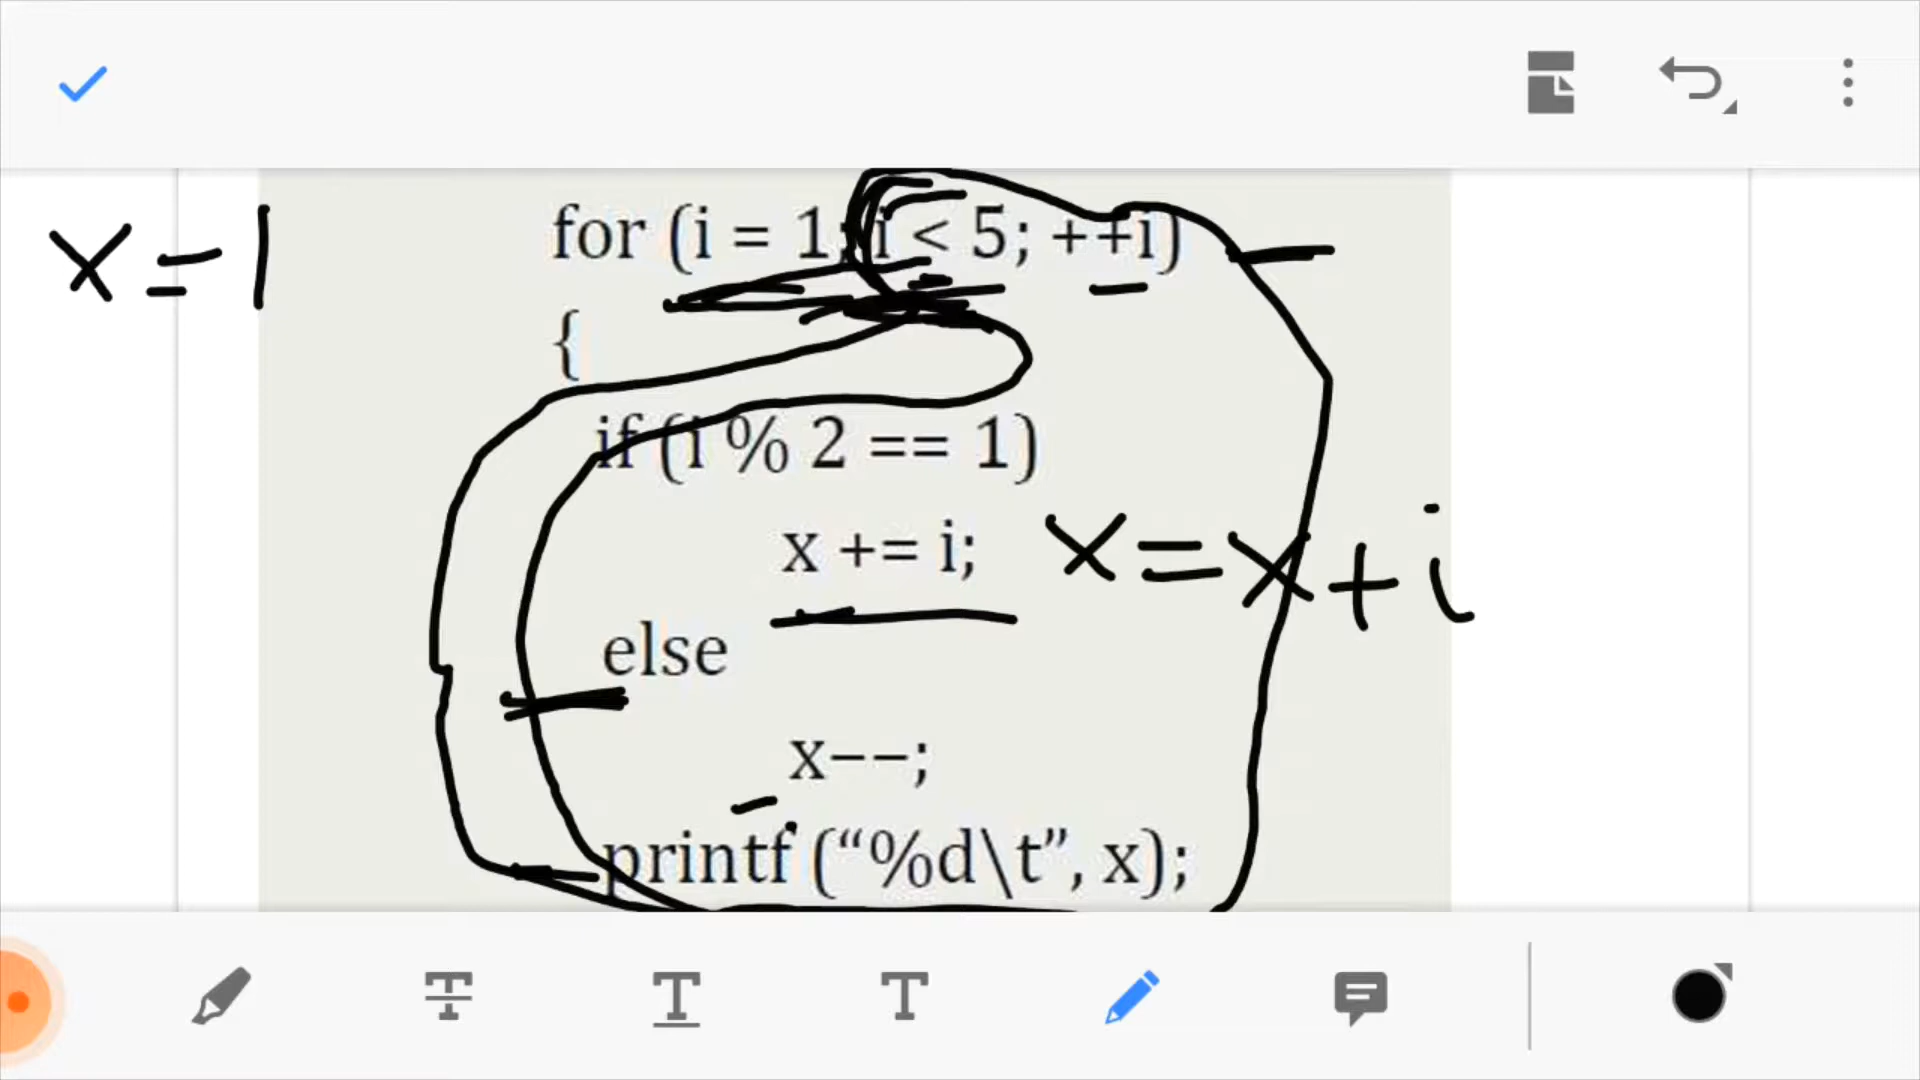 for (i = 1; i < 5; ++i)
x = 1
{
if (i % 2 == 1)
x += i; x = x + i
else
x−−;
printf (“%d\t”, x);
T T T